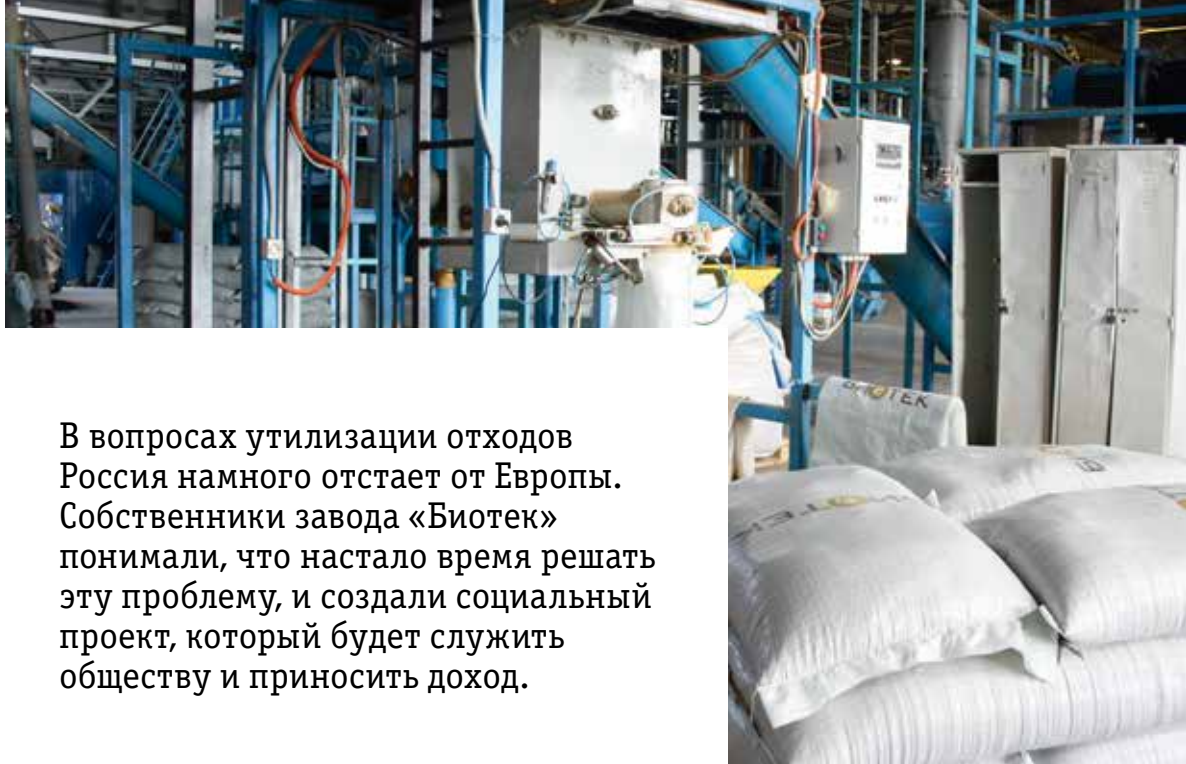 БИОТЕК
В вопросах утилизации отходов
Россия намного отстает от Европы.
Собственники завода «Биотек»
понимали, что настало время решать
эту проблему, и создали социальный
проект, который будет служить
обществу и приносить доход.